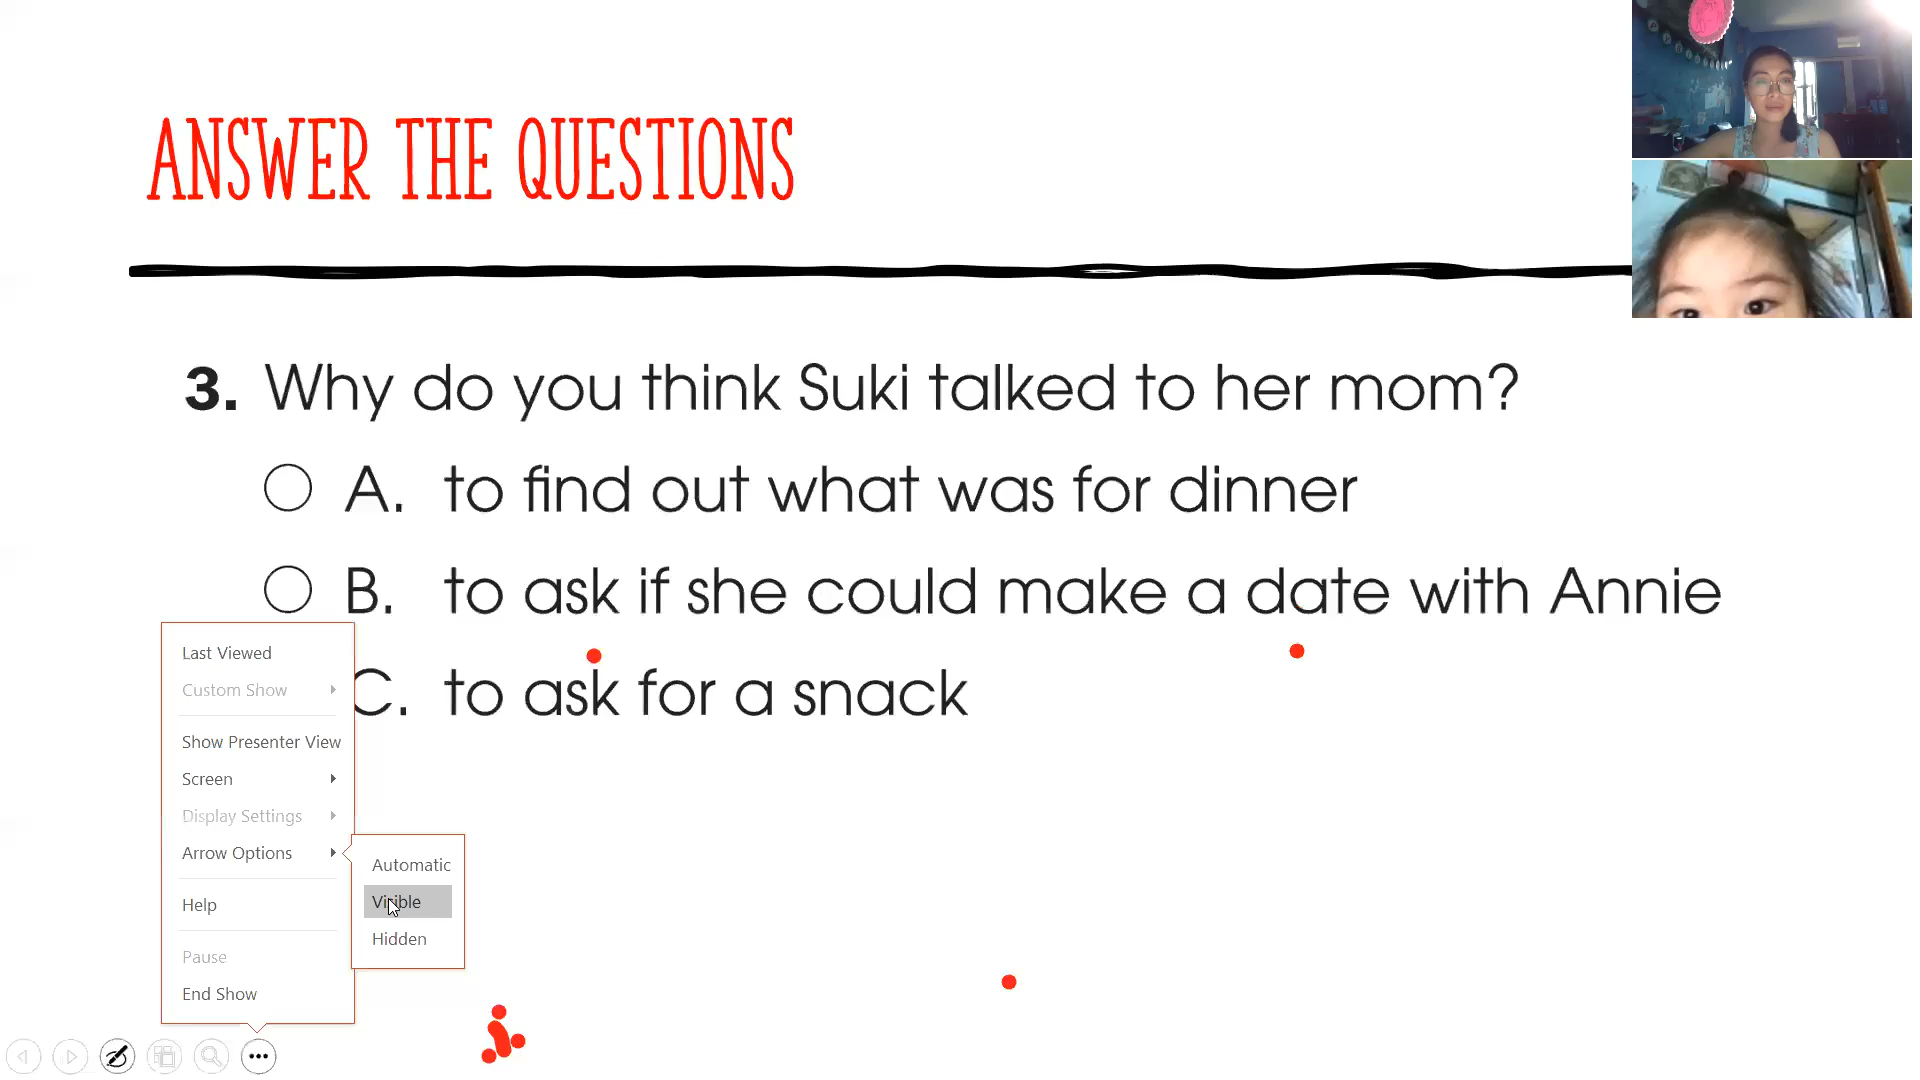 ANSWER THE QUESTIONS
3. Why do you think Suki talked to her mom?
A. to find out what was for dinner
B. to ask if she could make a date with Annie
C. to ask for a snack
Last Viewed
Custom Show
Show Presenter View
Screen
Display Settings
Arrow Options
Help
Pause
End Show
Automatic
Visible
Hidden